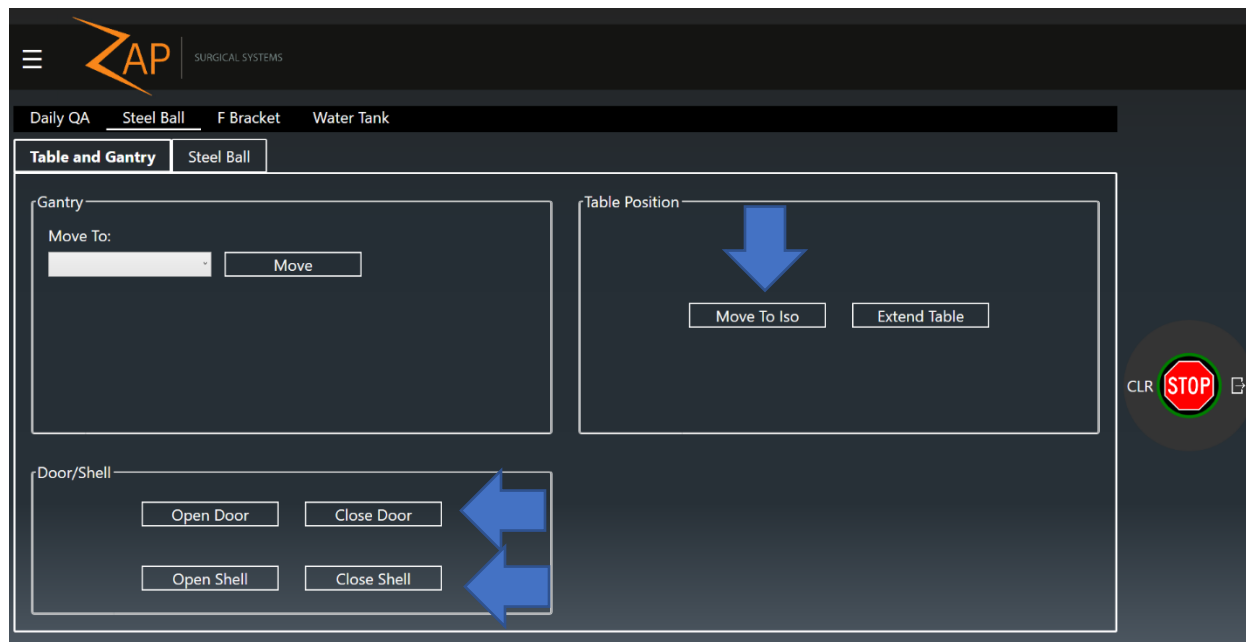 ZAP SURGICAL SYSTEMS
Daily QA Steel Ball F Bracket Water Tank
Table and Gantry Steel Ball
Gantry
Move To:
Move
Table Position
Move To Iso Extend Table
CLR STOP
Door/Shell
Open Door Close Door
Open Shell Close Shell